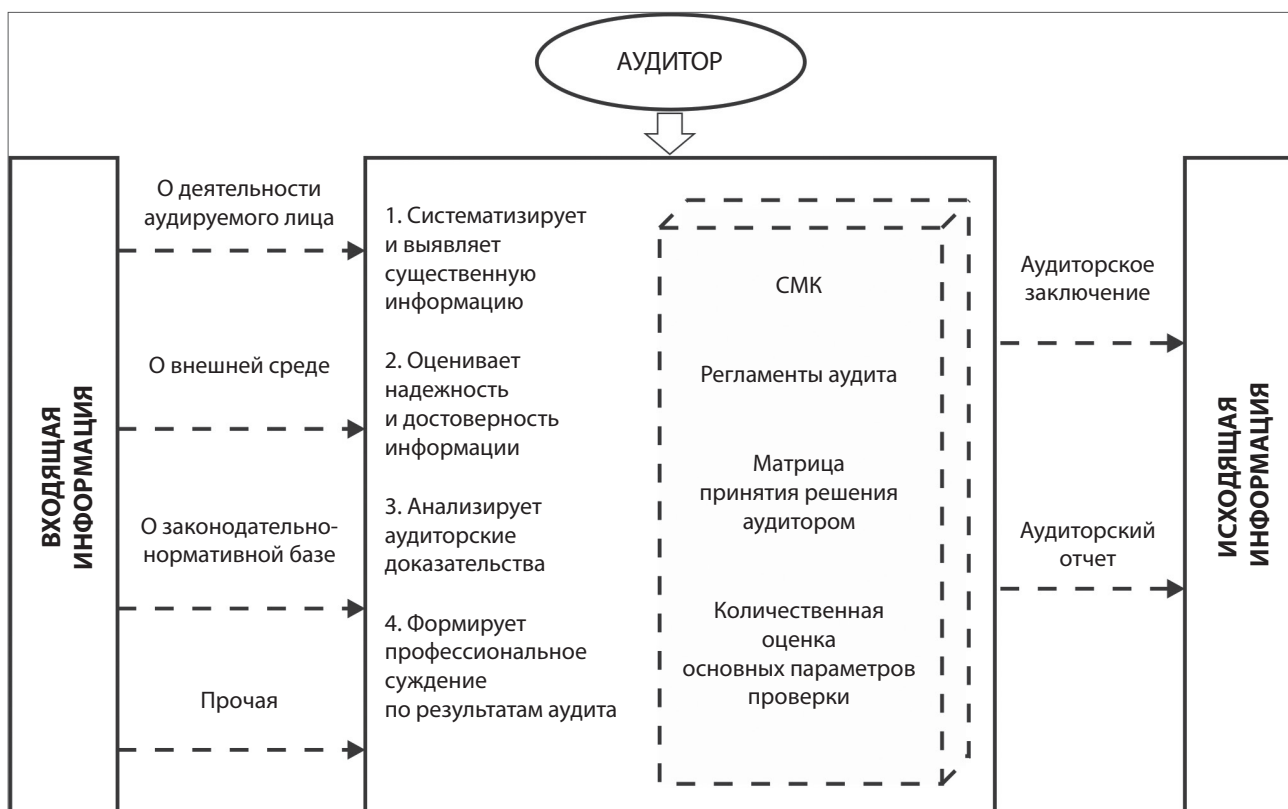 АУДИТОР
ВХОДЯЩАЯ
ИНФОРМАЦИЯ
О деятельности
аудируемого лица
О внешней среде
О законодательно-
нормативной базе
Прочая
1. Систематизирует
и выявляет
существенную
информацию
2. Оценивает
надежность
и достоверность
информации
3. Анализирует
аудиторские
доказательства
4. Формирует
профессиональное
суждение
по результатам аудита
СМК
Регламенты аудита
Матрица
принятия решения
аудитором
Количественная
оценка
основных параметров
проверки
Аудиторское
заключение
Аудиторский
отчет
ИСХОДЯЩАЯ
ИНФОРМАЦИЯ